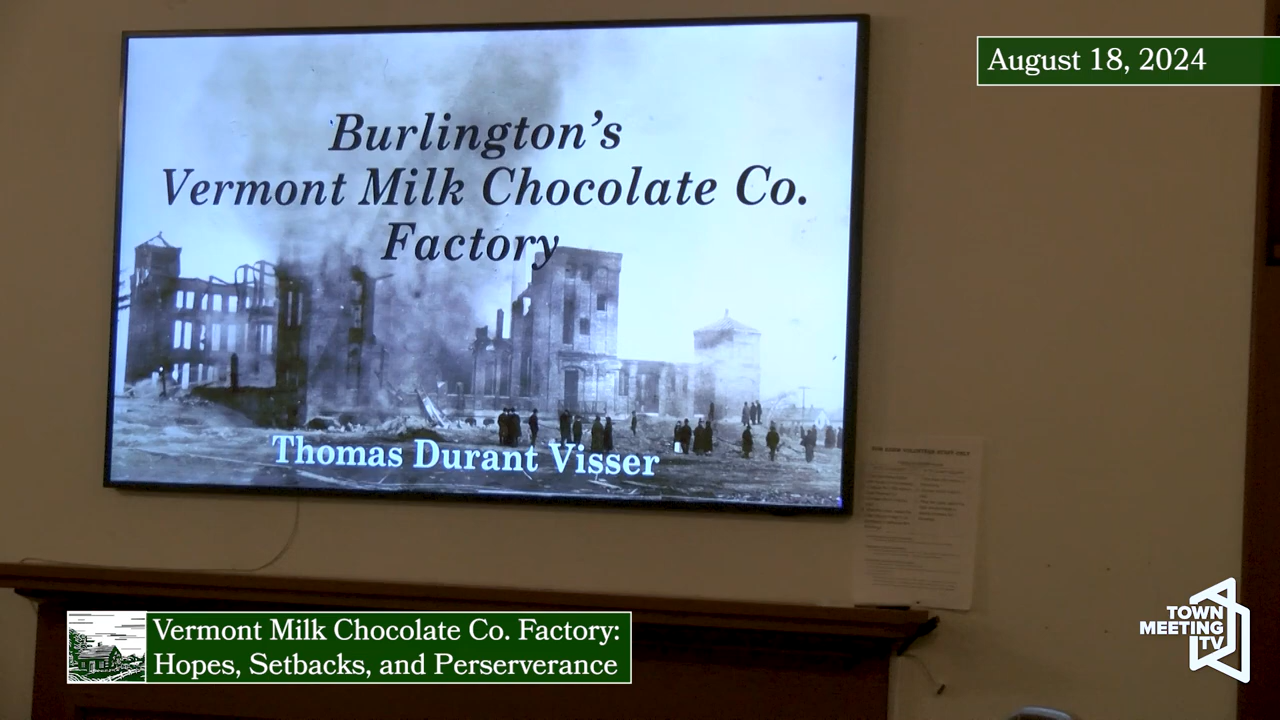 August 18, 2024
Burlington's
Vermont Milk Chocolate Co.
Factory
Thomas Durant Visser
Vermont Milk Chocolate Co. Factory:
Hopes, Setbacks, and Perserverance
TOWN
MEETING
TV